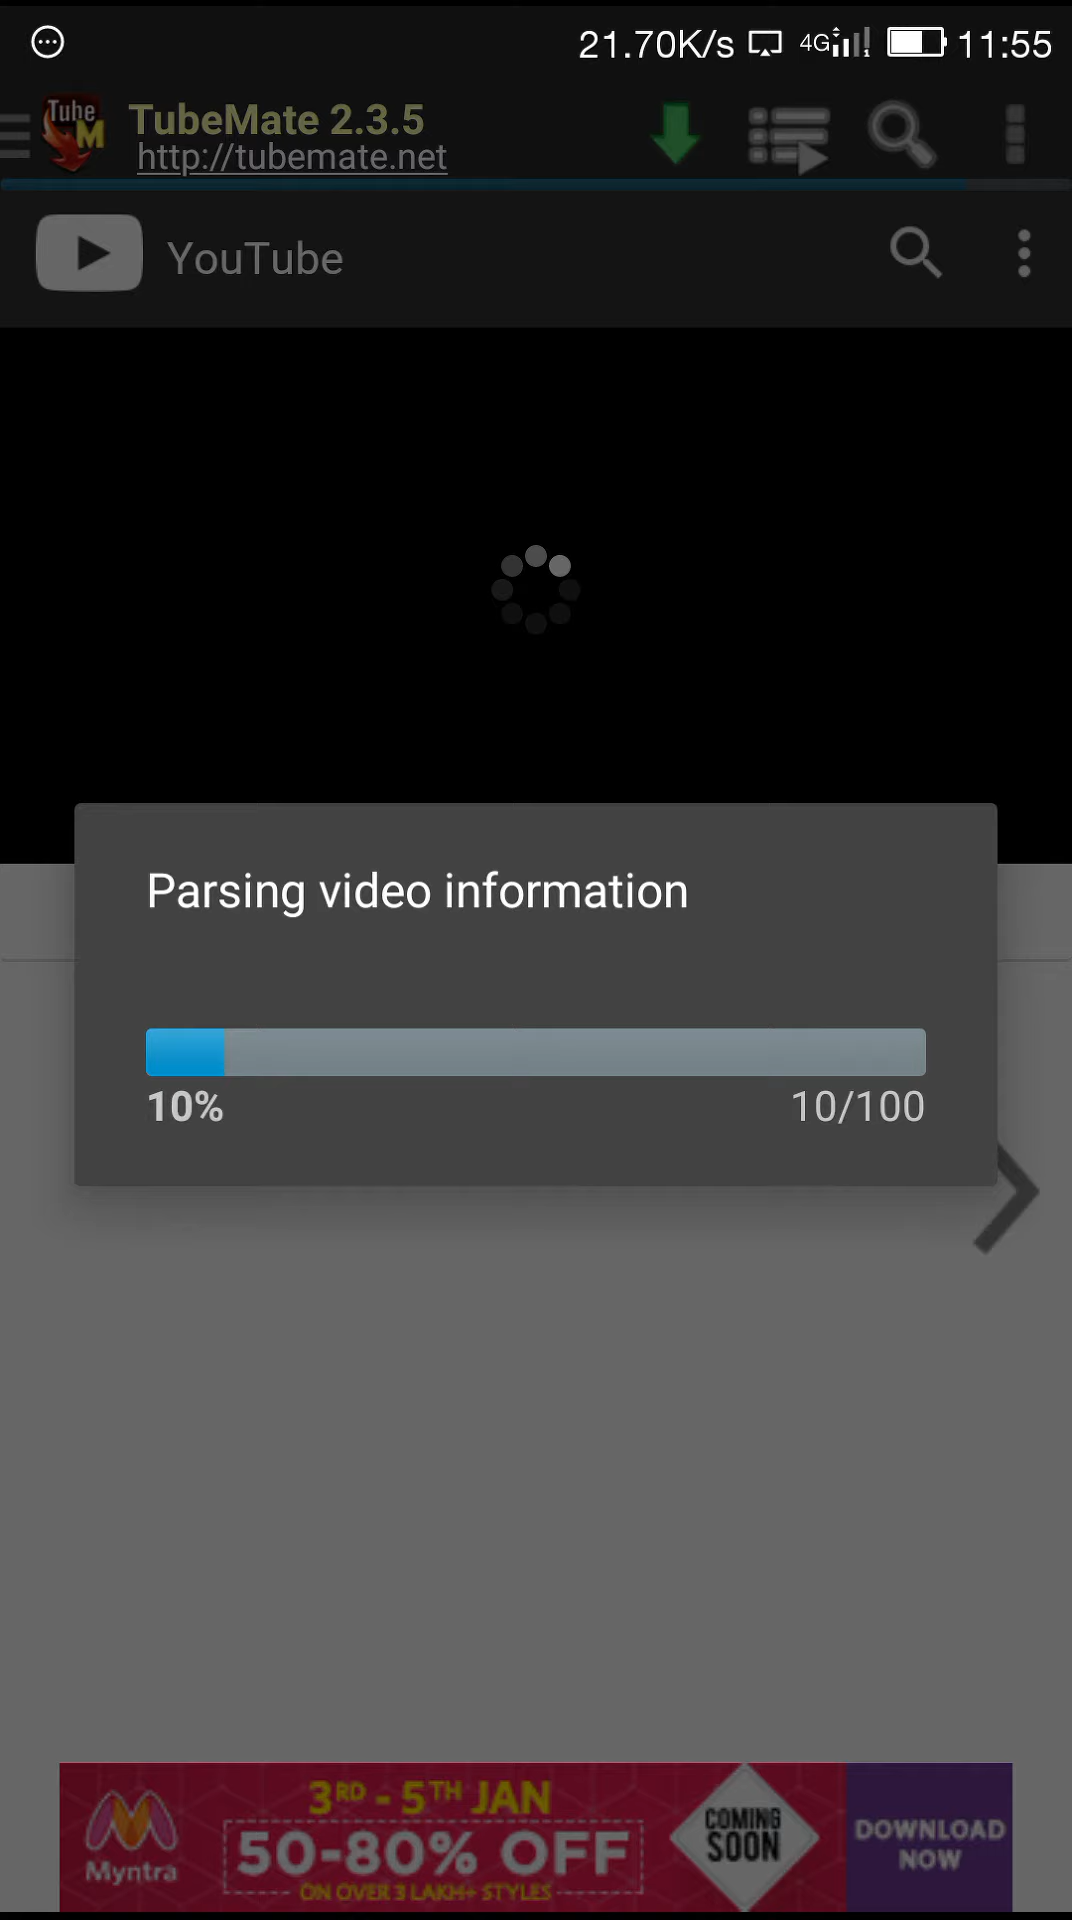 21.70K/s 4G 1 11:55
Tube
M
TubeMate 2.3.5
http://tubemate.net
YouTube
Parsing video information
10% 10/100
3RD - 5TH JAN
50-80% OFF
ON OVER 3 LAKH+ STYLES
Myntra
COMING
SOON
DOWNLOAD
NOW